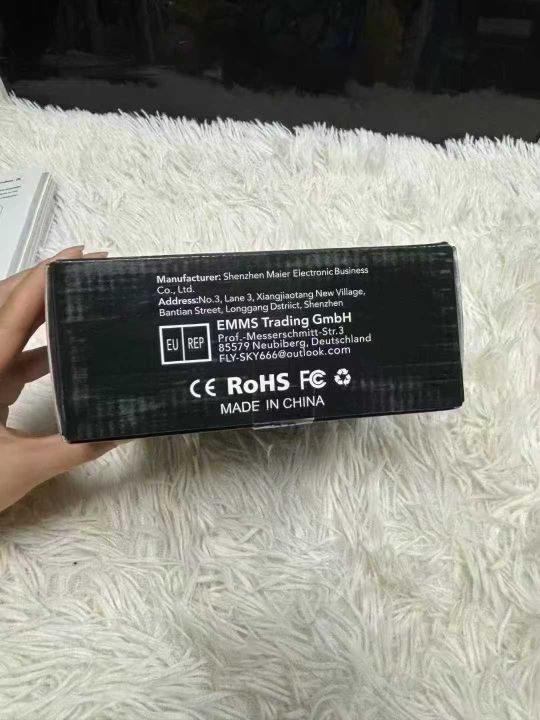 Manufacturer: Shenzhen Maier Electronic Business
Co., Ltd.
Address:No.3, Lane 3, Xiangjiaotang New Village,
Bantian Street, Longgang Dstriict, Shenzhen
EU REP
EMMS Trading GmbH
Prof.-Messerschmitt-Str.3
85579 Neubiberg, Deutschland
FLY-SKY666@outlook.com
CE RoHS FC
MADE IN CHINA